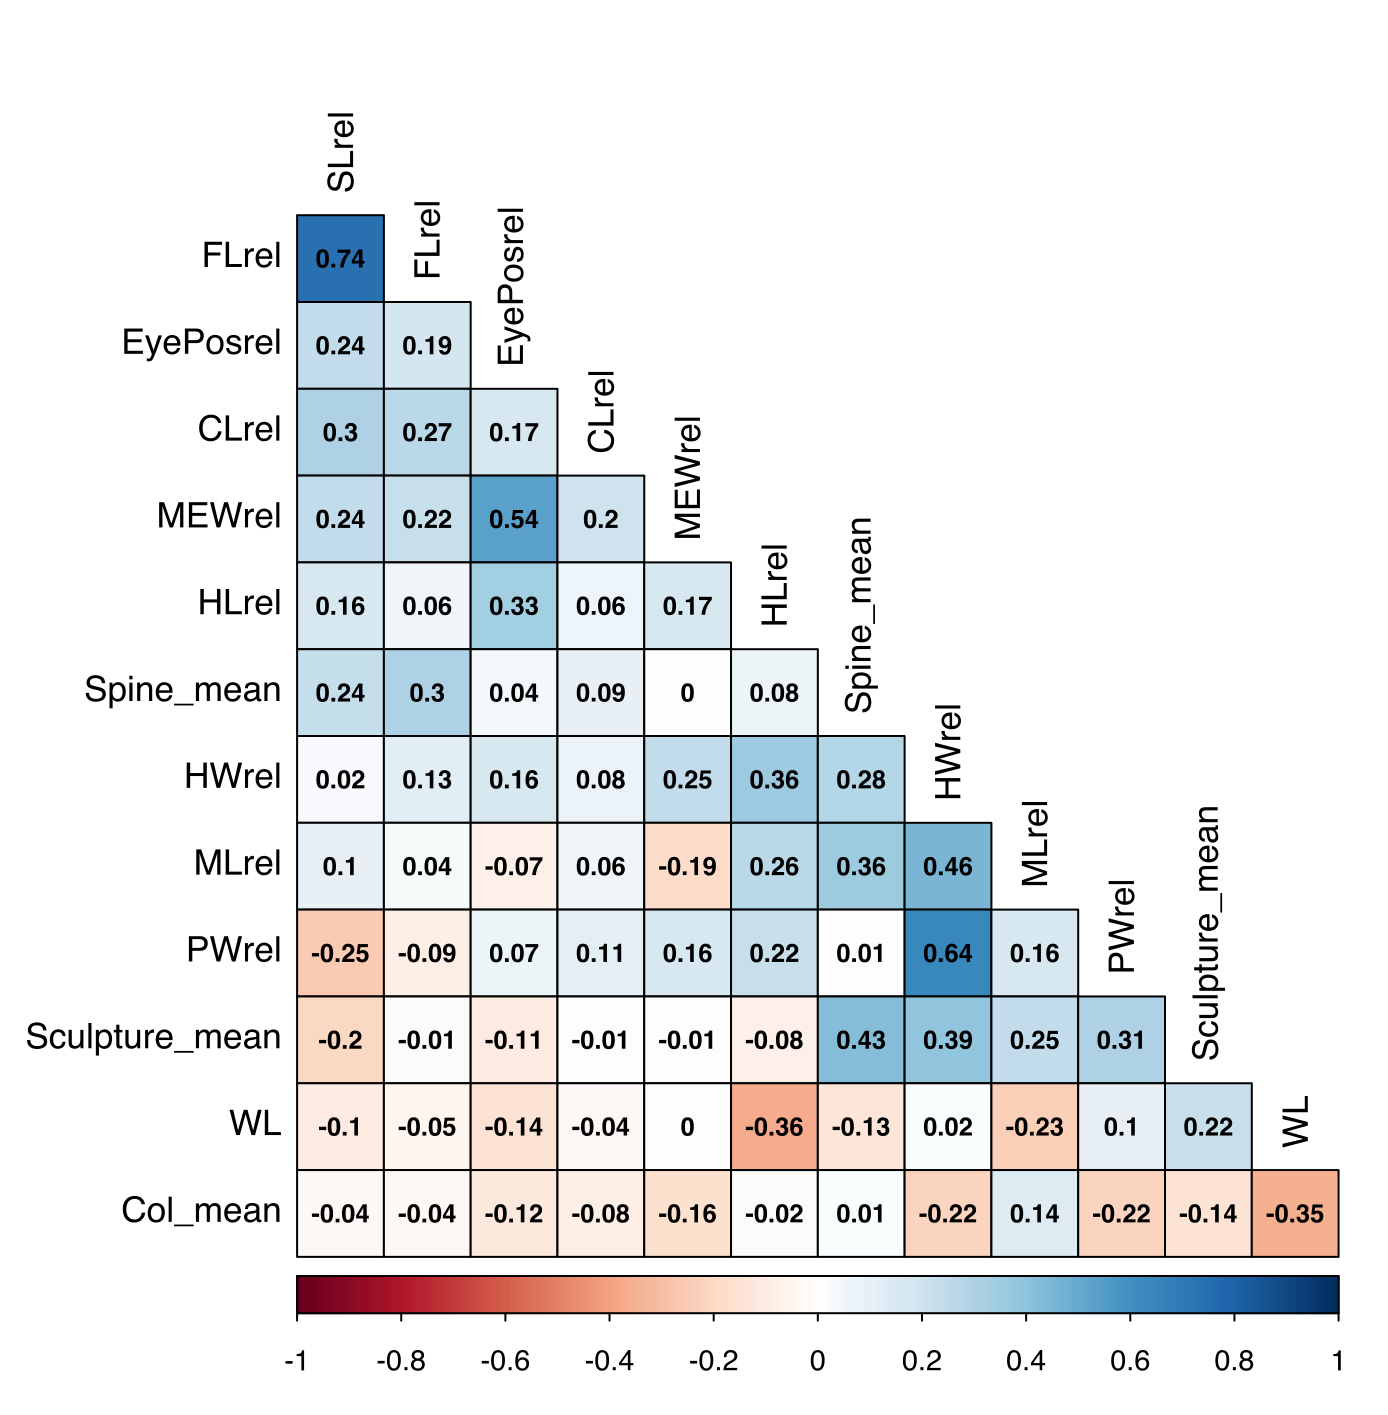 SLrel
FLrel 0.74 FLrel
EyePosrel 0.24 0.19 EyePosrel
CLrel 0.3 0.27 0.17 CLrel
MEWrel 0.24 0.22 0.54 0.2 MEWrel
HLrel 0.16 0.06 0.33 0.06 0.17 HLrel
Spine_mean 0.24 0.3 0.04 0.09 0 0.08 Spine_mean
HWrel 0.02 0.13 0.16 0.08 0.25 0.36 0.28 HWrel
MLrel 0.1 0.04 -0.07 0.06 -0.19 0.26 0.36 0.46 MLrel
PWrel -0.25 -0.09 0.07 0.11 0.16 0.22 0.01 0.64 0.16 PWrel
Sculpture_mean -0.2 -0.01 -0.11 -0.01 -0.01 -0.08 0.43 0.39 0.25 0.31 Sculpture_mean
WL -0.1 -0.05 -0.14 -0.04 0 -0.36 -0.13 0.02 -0.23 0.1 0.22 WL
Col_mean -0.04 -0.04 -0.12 -0.08 -0.16 -0.02 0.01 -0.22 0.14 -0.22 -0.14 -0.35
-1 -0.8 -0.6 -0.4 -0.2 0 0.2 0.4 0.6 0.8 1